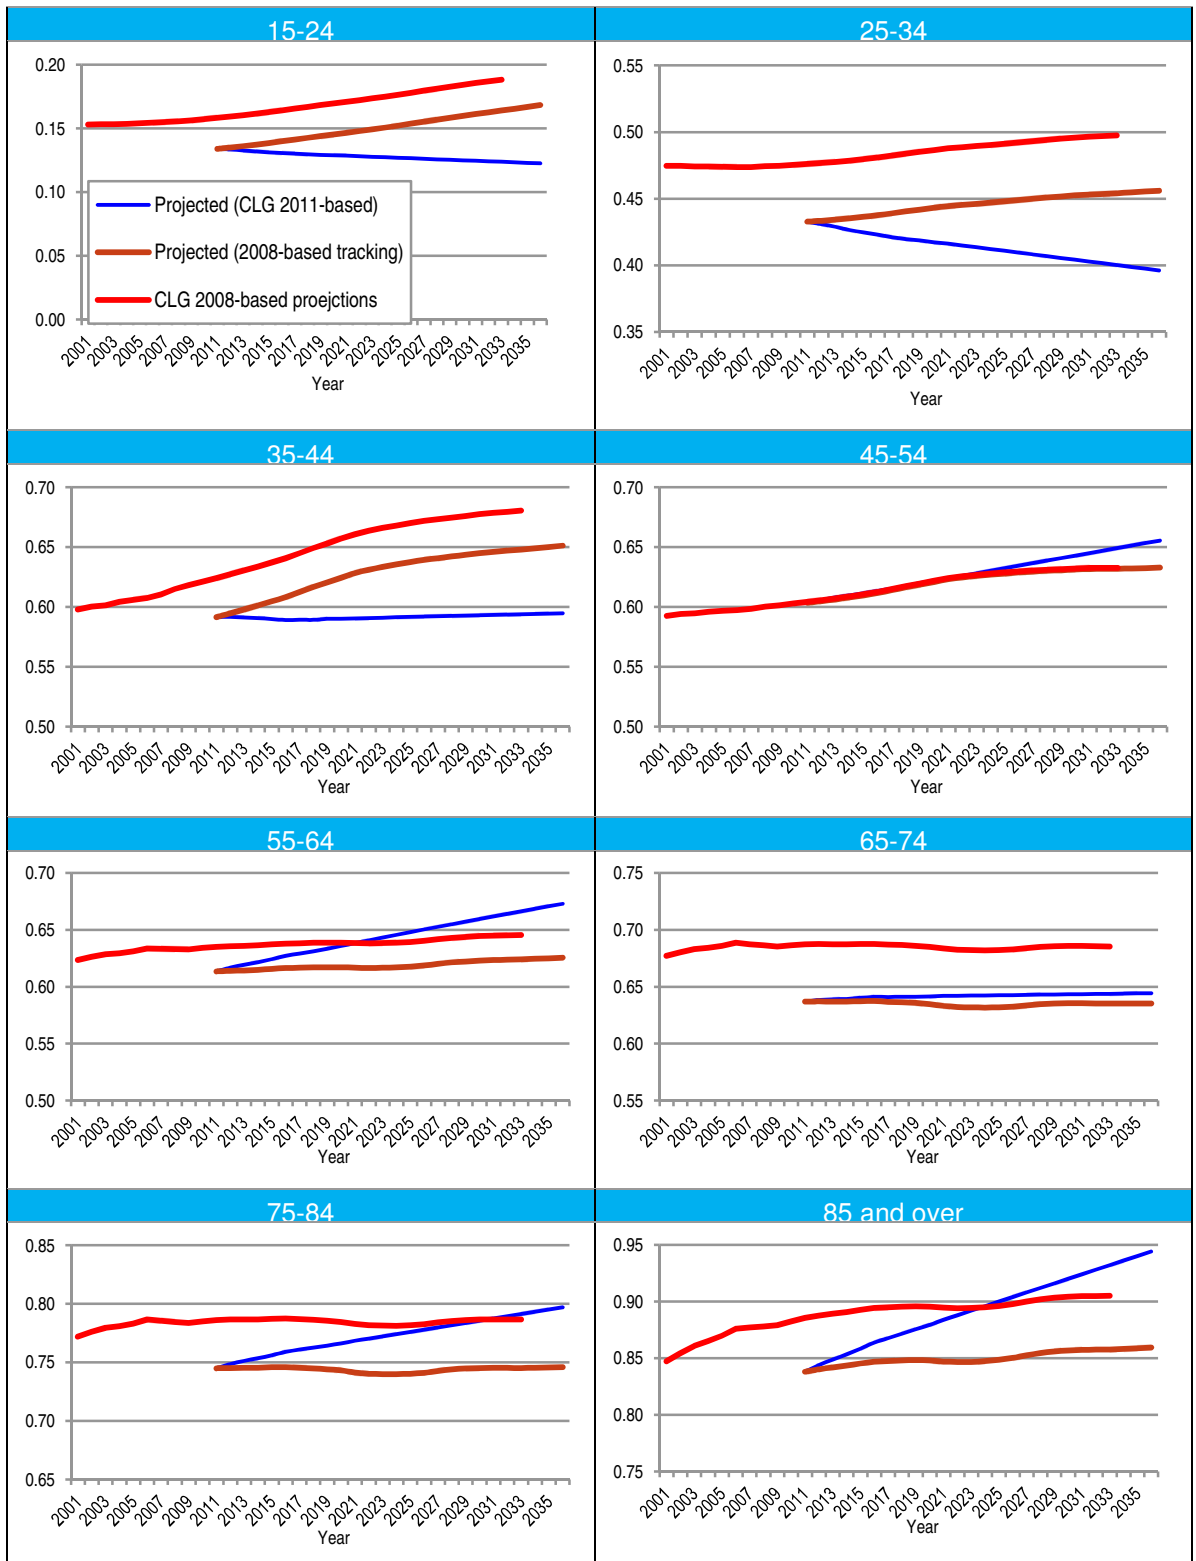 15-24
0.20
0.15
0.10
0.05
0.00
Projected (CLG 2011-based)
Projected (2008-based tracking)
CLG 2008-based proejctions
2001 2003 2005 2007 2009 2011 2013 2015 2017 2019 2021 2023 2025 2027 2029 2031 2033 2035
Year
25-34
0.55
0.50
0.45
0.40
0.35
2001 2003 2005 2007 2009 2011 2013 2015 2017 2019 2021 2023 2025 2027 2029 2031 2033 2035
Year
35-44
0.70
0.65
0.60
0.55
0.50
2001 2003 2005 2007 2009 2011 2013 2015 2017 2019 2021 2023 2025 2027 2029 2031 2033 2035
Year
45-54
0.70
0.65
0.60
0.55
0.50
2001 2003 2005 2007 2009 2011 2013 2015 2017 2019 2021 2023 2025 2027 2029 2031 2033 2035
Year
55-64
0.70
0.65
0.60
0.55
0.50
2001 2003 2005 2007 2009 2011 2013 2015 2017 2019 2021 2023 2025 2027 2029 2031 2033 2035
Year
65-74
0.75
0.70
0.65
0.60
0.55
2001 2003 2005 2007 2009 2011 2013 2015 2017 2019 2021 2023 2025 2027 2029 2031 2033 2035
Year
75-84
0.85
0.80
0.75
0.70
0.65
2001 2003 2005 2007 2009 2011 2013 2015 2017 2019 2021 2023 2025 2027 2029 2031 2033 2035
Year
85 and over
0.95
0.90
0.85
0.80
0.75
2001 2003 2005 2007 2009 2011 2013 2015 2017 2019 2021 2023 2025 2027 2029 2031 2033 2035
Year